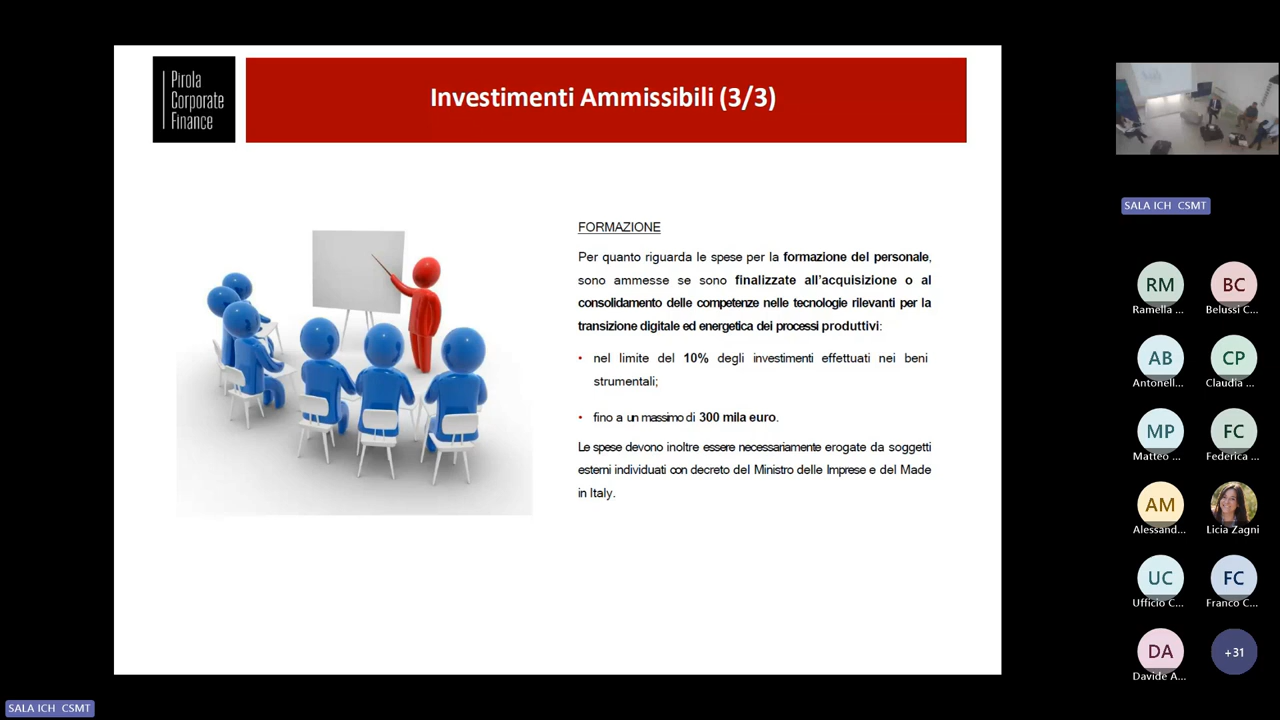 Pirola
Corporate
Finance
Investimenti Ammissibili (3/3)
FORMAZIONE
Per quanto riguarda le spese per la formazione del personale,
sono ammesse se sono finalizzate all'acquisizione o al
consolidamento delle competenze nelle tecnologie rilevanti per la
transizione digitale ed energetica dei processi produttivi:
• nel limite del 10% degli investimenti effettuati nei beni
strumentali;
• fino a un massimo di 300 mila euro.
Le spese devono inoltre essere necessariamente erogate da soggetti
esterni individuati con decreto del Ministro delle Imprese e del Made
in Italy.
SALA ICH CSMT
RM
BC
Ramella ...
Belussi C...
AB
CP
Antonell...
Claudia ...
MP
FC
Matteo ...
Federica ...
AM
Alessand...
Licia Zagni
UC
FC
Ufficio C...
Franco C...
DA
+31
Davide A...
SALA ICH CSMT